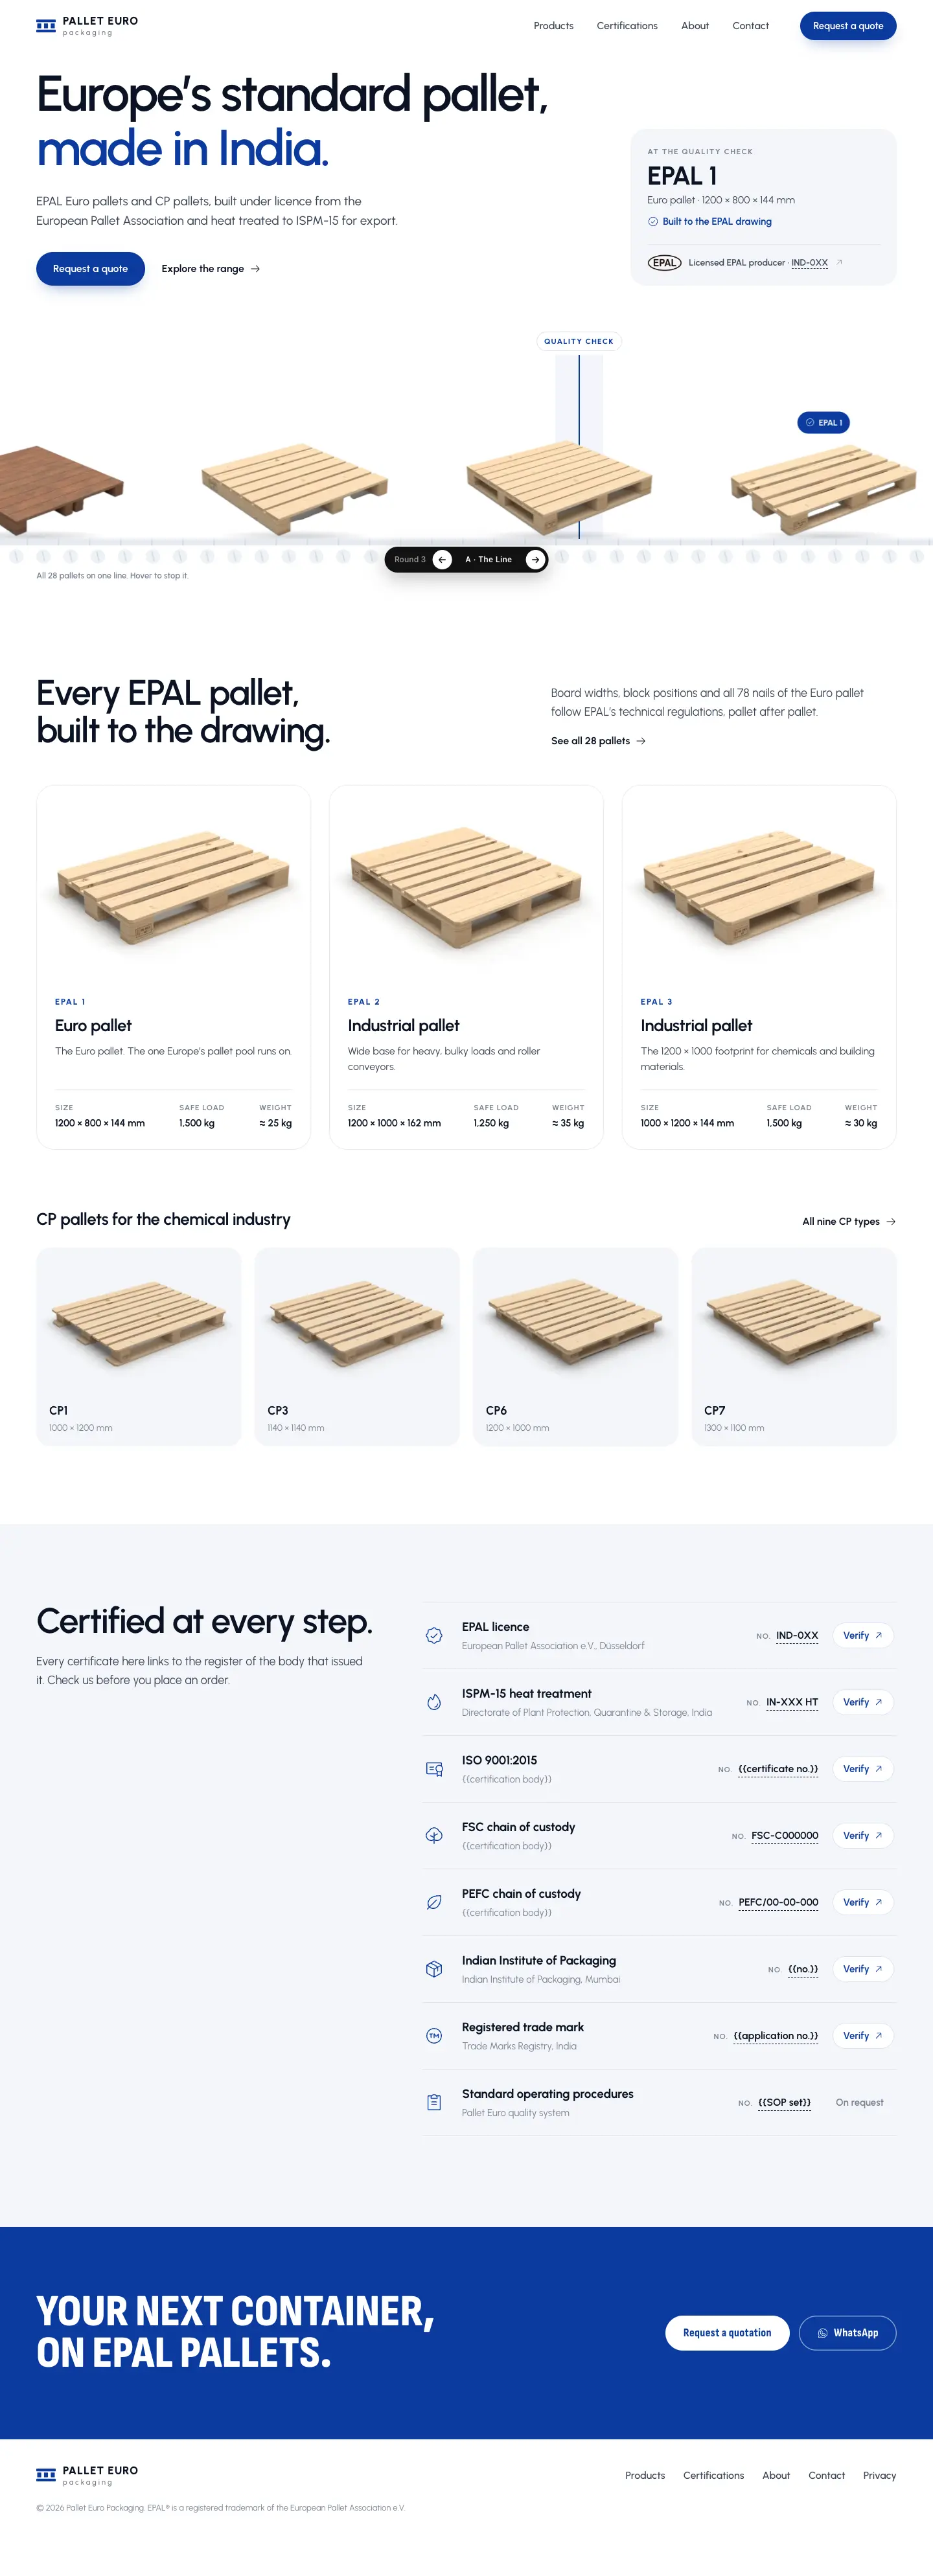 PALLET EURO
packaging
Products
Certifications
About
Contact
Request a quote
Europe's standard pallet,
made in India.
EPAL Euro pallets and CP pallets, built under licence from the
European Pallet Association and heat treated to ISPM-15 for export.
Request a quote
Explore the range →
AT THE QUALITY CHECK
EPAL 1
Euro pallet · 1200 × 800 × 144 mm
Built to the EPAL drawing
EPAL Licensed EPAL producer · IND-0XX ↗
QUALITY CHECK
EPAL 1
Round 3 ← A · The Line →
All 28 pallets on one line. Hover to stop it.
Every EPAL pallet,
built to the drawing.
Board widths, block positions and all 78 nails of the Euro pallet
follow EPAL's technical regulations, pallet after pallet.
See all 28 pallets →
EPAL 1
Euro pallet
The Euro pallet. The one Europe's pallet pool runs on.
SIZE SAFE LOAD WEIGHT
1200 × 800 × 144 mm 1,500 kg ≈ 25 kg
EPAL 2
Industrial pallet
Wide base for heavy, bulky loads and roller
conveyors.
SIZE SAFE LOAD WEIGHT
1200 × 1000 × 162 mm 1,250 kg ≈ 35 kg
EPAL 3
Industrial pallet
The 1200 × 1000 footprint for chemicals and building
materials.
SIZE SAFE LOAD WEIGHT
1000 × 1200 × 144 mm 1,500 kg ≈ 30 kg
CP pallets for the chemical industry
All nine CP types →
CP1
1000 × 1200 mm
CP3
1140 × 1140 mm
CP6
1200 × 1000 mm
CP7
1300 × 1100 mm
Certified at every step.
Every certificate here links to the register of the body that issued
it. Check us before you place an order.
EPAL licence
European Pallet Association e.V., Düsseldorf
NO. IND-0XX Verify ↗
ISPM-15 heat treatment
Directorate of Plant Protection, Quarantine & Storage, India
NO. IN-XXX HT Verify ↗
ISO 9001:2015
{{certification body}}
NO. {{certificate no.}} Verify ↗
FSC chain of custody
{{certification body}}
NO. FSC-C000000 Verify ↗
PEFC chain of custody
{{certification body}}
NO. PEFC/00-00-000 Verify ↗
Indian Institute of Packaging
Indian Institute of Packaging, Mumbai
NO. {{no.}} Verify ↗
TM
Registered trade mark
Trade Marks Registry, India
NO. {{application no.}} Verify ↗
Standard operating procedures
Pallet Euro quality system
NO. {{SOP set}} On request
YOUR NEXT CONTAINER,
ON EPAL PALLETS.
Request a quotation
WhatsApp
PALLET EURO
packaging
Products
Certifications
About
Contact
Privacy
© 2026 Pallet Euro Packaging. EPAL® is a registered trademark of the European Pallet Association e.V.